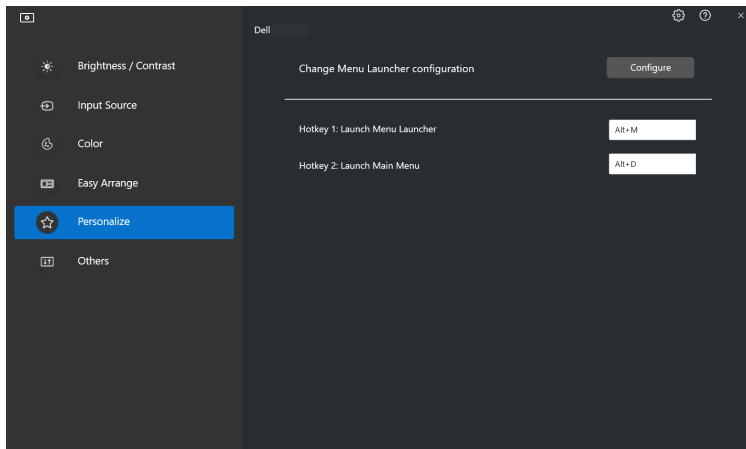 Dell
Brightness / Contrast
Input Source
Color
Easy Arrange
Personalize
Others
Change Menu Launcher configuration
Configure
Hotkey 1: Launch Menu Launcher
Alt+M
Hotkey 2: Launch Main Menu
Alt+D